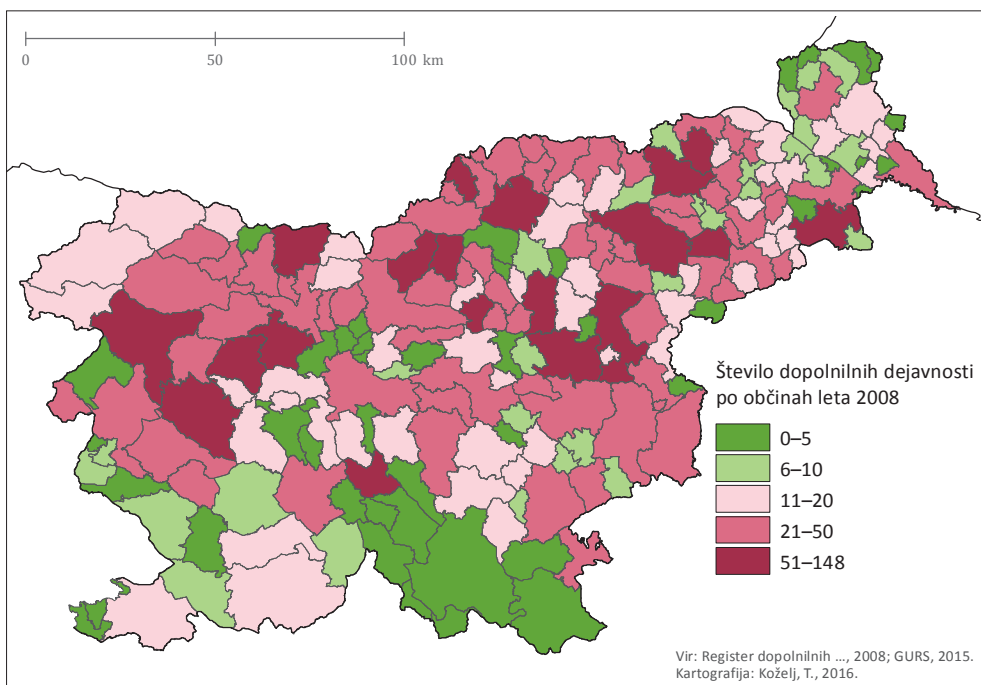 0 50 100 km
Število dopolnilnih dejavnosti
po občinah leta 2008
0–5
6–10
11–20
21–50
51–148
Vir: Register dopolnilnih ..., 2008; GURS, 2015.
Kartografija: Koželj, T., 2016.